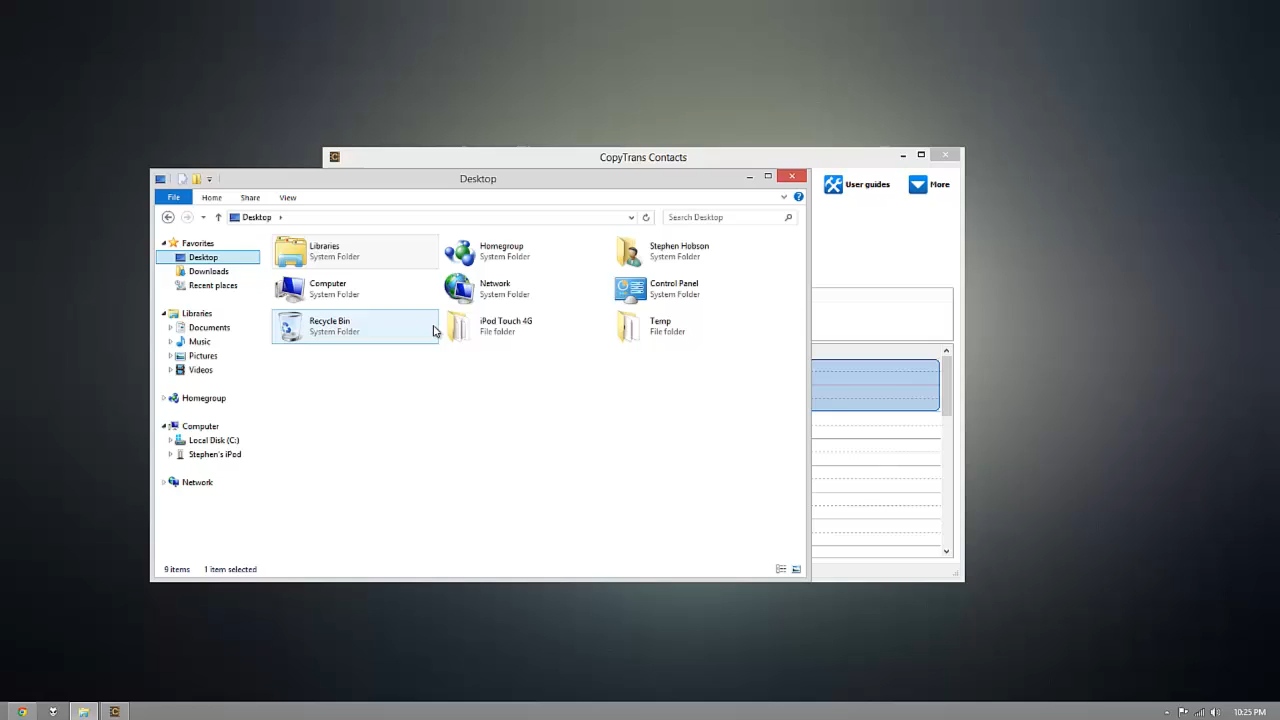 CopyTrans Contacts
User guides
More
Desktop
File
Home
Share
View
Desktop
Search Desktop
Favorites
Desktop
Downloads
Recent places
Libraries
Documents
Music
Pictures
Videos
Homegroup
Computer
Local Disk (C:)
Stephen's iPod
Network
Libraries
System Folder
Homegroup
System Folder
Stephen Hobson
System Folder
Computer
System Folder
Network
System Folder
Control Panel
System Folder
Recycle Bin
System Folder
iPod Touch 4G
File folder
Temp
File folder
9 items
1 item selected
10:25 PM